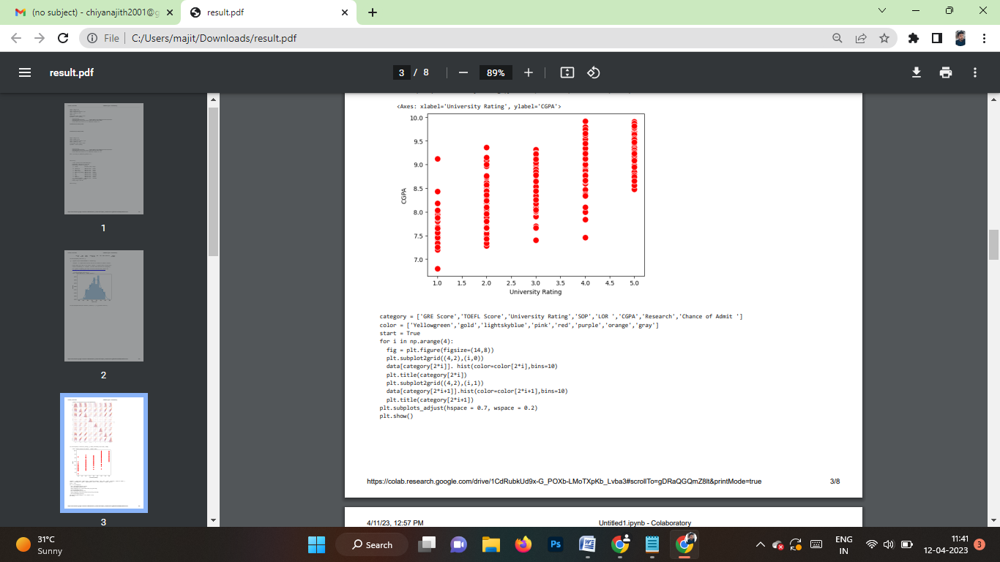 (no subject) - chiyanajith2001@g
result.pdf
File
C:/Users/majit/Downloads/result.pdf
result.pdf
3 / 8
89%
1
2
3
<Axes: xlabel='University Rating', ylabel='CGPA'>
10.0
9.5
9.0
8.5
8.0
7.5
7.0
CGPA
1.0 1.5 2.0 2.5 3.0 3.5 4.0 4.5 5.0
University Rating
category = ['GRE Score','TOEFL Score','University Rating','SOP','LOR ','CGPA','Research','Chance of Admit ']
color = ['Yellowgreen','gold','lightskyblue','pink','red','purple','orange','gray']
start = True
for i in np.arange(4):
  fig = plt.figure(figsize=(14,8))
  plt.subplot2grid((4,2),(i,0))
  data[category[2*i]]. hist(color=color[2*i],bins=10)
  plt.title(category[2*i])
  plt.subplot2grid((4,2),(i,1))
  data[category[2*i+1]].hist(color=color[2*i+1],bins=10)
  plt.title(category[2*i+1])
plt.subplots_adjust(hspace = 0.7, wspace = 0.2)
plt.show()
https://colab.research.google.com/drive/1CdRubkUd9x-G_POXb-LMoTXpKb_Lvba3#scrollTo=gDRaQGQmZ8lt&printMode=true
3/8
4/11/23, 12:57 PM
Untitled1.ipynb - Colaboratory
31°C
Sunny
Search
Ps
ENG
IN
11:41
12-04-2023
3